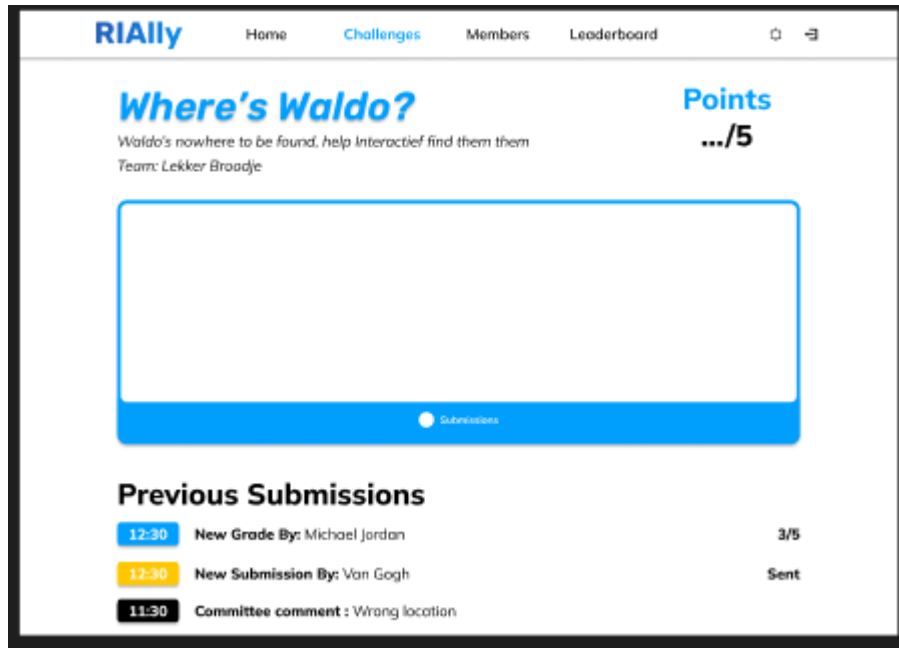 RIAlly Home Challenges Members Leaderboard
Where's Waldo?
Points
Waldo's nowhere to be found, help Interactief find them them
…/5
Team: Lekker Broodje
Submissions
Previous Submissions
12:30 New Grade By: Michael Jordan 3/5
12:30 New Submission By: Van Gogh Sent
11:30 Committee comment : Wrong location